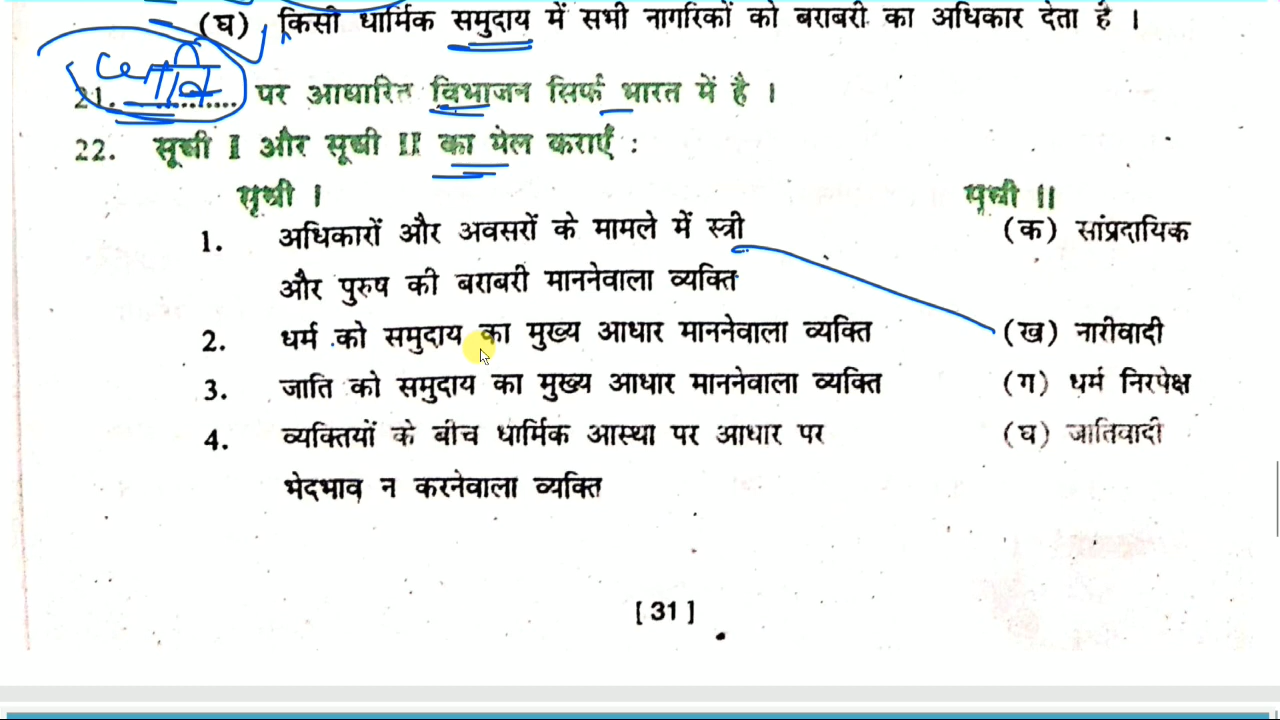 (घ) किसी धार्मिक समुदाय में सभी नागरिकों को बराबरी का अधिकार देता है ।
21. ............ पर आधारित विभाजन सिर्फ भारत में है ।
22. सूची I और सूची II का मेल कराएँ :
सूची I सूची II
1. अधिकारों और अवसरों के मामले में स्त्री (क) सांप्रदायिक
और पुरुष की बराबरी माननेवाला व्यक्ति
2. धर्म को समुदाय का मुख्य आधार माननेवाला व्यक्ति (ख) नारीवादी
3. जाति को समुदाय का मुख्य आधार माननेवाला व्यक्ति (ग) धर्म निरपेक्ष
4. व्यक्तियों के बीच धार्मिक आस्था पर आधार पर (घ) जातिवादी
भेदभाव न करनेवाला व्यक्ति
[ 31 ]